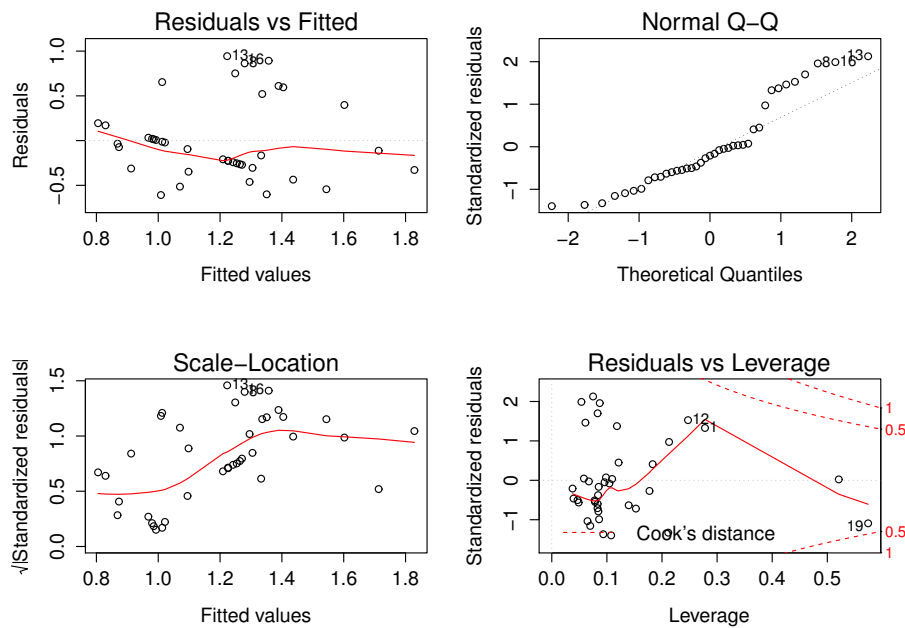 Residuals vs Fitted
Residuals
1.0
0.5
−0.5
13
16
0.8 1.0 1.2 1.4 1.6 1.8
Fitted values
Normal Q−Q
Standardized residuals
2
1
0
−1
8 16 13
−2 −1 0 1 2
Theoretical Quantiles
Scale−Location
√|Standardized residuals|
1.5
1.0
0.5
0.0
13
16
0.8 1.0 1.2 1.4 1.6 1.8
Fitted values
Residuals vs Leverage
Standardized residuals
2
1
0
−1
12
21
19
Cook's distance
1
0.5
0.5
1
0.0 0.1 0.2 0.3 0.4 0.5
Leverage